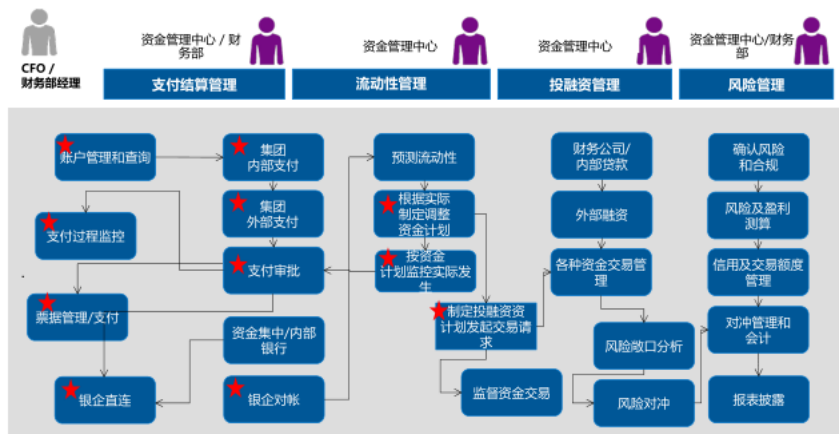 CFO /
财务部经理
资金管理中心 / 财
务部
资金管理中心
资金管理中心
资金管理中心/财务
部
支付结算管理
流动性管理
投融资管理
风险管理
账户管理和查询
集团
内部支付
预测流动性
财务公司/
内部贷款
确认风险
和合规
支付过程监控
集团
外部支付
根据实际
制定调整
资金计划
外部融资
风险及盈利
测算
支付审批
按资金
计划监控实际发
生
各种资金交易管
理
信用及交易额度
管理
票据管理/支付
资金集中/内部
银行
制定投融资资
计划发起交易请
求
风险敞口分析
对冲管理和
会计
银企直连
银企对帐
监督资金交易
风险对冲
报表披露